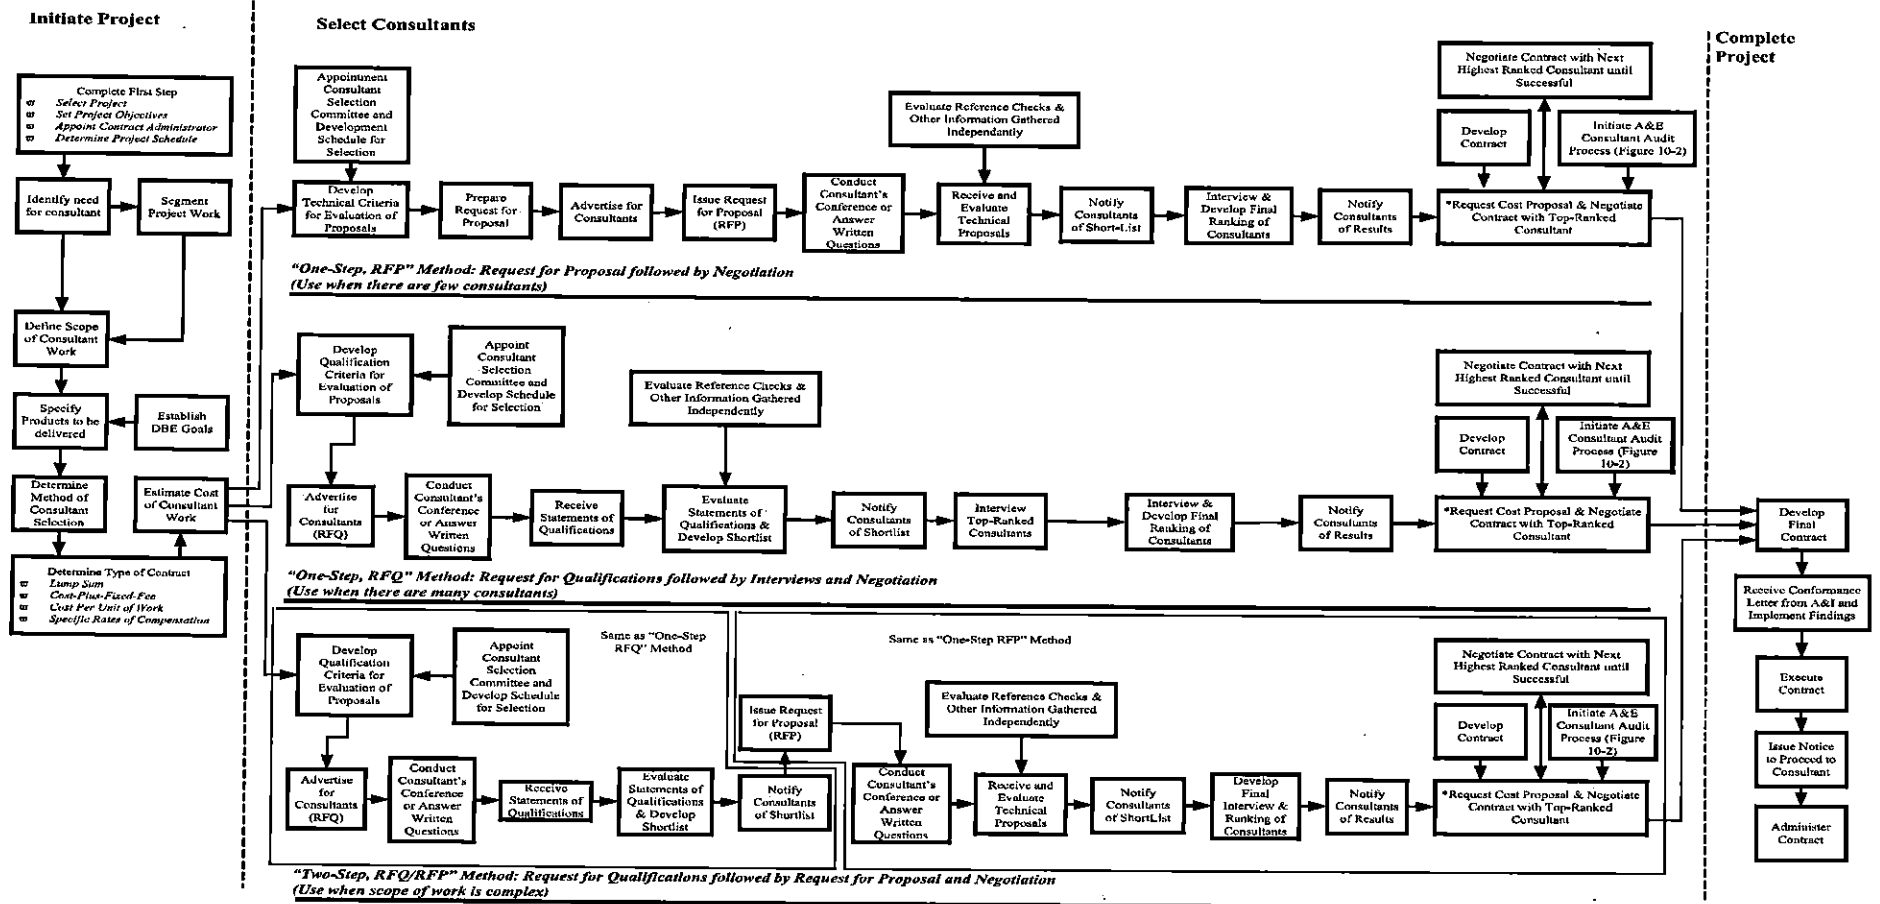 Initiate Project
Select Consultants
Complete
Project
Complete First Step
Select Project
Set Project Objectives
Appoint Contract Administrator
Determine Project Schedule
Identify need
for consultant
Segment
Project Work
Define Scope
of Consultant
Work
Specify
Products to be
delivered
Establish
DBE Goals
Determine
Method of
Consultant
Selection
Estimate Cost
of Consultant
Work
Determine Type of Contract
Lump Sum
Cost-Plus-Fixed-Fee
Cost Per Unit of Work
Specific Rates of Compensation
Appointment
Consultant
Selection
Committee and
Development
Schedule for
Selection
Develop
Technical Criteria
for Evaluation of
Proposals
Prepare
Request for
Proposal
Advertise for
Consultants
Issue Request
for Proposal
(RFP)
Conduct
Consultant's
Conference or
Answer
Written
Questions
Evaluate Reference Checks &
Other Information Gathered
Independantly
Receive and
Evaluate
Technical
Proposals
Notify
Consultants
of Short-List
Interview &
Develop Final
Ranking of
Consultants
Notify
Consultants
of Results
Negotiate Contract with Next
Highest Ranked Consultant until
Successful
Develop
Contract
Initiate A&E
Consultant Audit
Process (Figure 10-2)
*Request Cost Proposal & Negotiate
Contract with Top-Ranked
Consultant
"One-Step, RFP" Method: Request for Proposal followed by Negotiation
(Use when there are few consultants)
Develop
Qualification
Criteria for
Evaluation of
Proposals
Appoint
Consultant
Selection
Committee and
Develop Schedule
for Selection
Evaluate Reference Checks &
Other Information Gathered
Independently
Advertise
for
Consultants
(RFQ)
Conduct
Consultant's
Conference
or Answer
Written
Questions
Receive
Statements of
Qualifications
Evaluate
Statements of
Qualifications &
Develop Shortlist
Notify
Consultants
of Shortlist
Interview
Top-Ranked
Consultants
Interview &
Develop Final
Ranking of
Consultants
Notify
Consultants
of Results
Negotiate Contract with Next
Highest Ranked Consultant until
Successful
Develop
Contract
Initiate A&E
Consultant Audit
Process (Figure
10-2)
*Request Cost Proposal & Negotiate
Contract with Top-Ranked
Consultant
"One-Step, RFQ" Method: Request for Qualifications followed by Interviews and Negotiation
(Use when there are many consultants)
Develop
Qualification
Criteria for
Evaluation of
Proposals
Appoint
Consultant
Selection
Committee and
Develop Schedule
for Selection
Same as "One-Step
RFQ" Method
Same as "One-Step RFP" Method
Advertise
for
Consultants
(RFQ)
Conduct
Consultant's
Conference
or Answer
Written
Questions
Receive
Statements of
Qualifications
Evaluate
Statements of
Qualifications
& Develop
Shortlist
Notify
Consultants
of Shortlist
Issue Request
for Proposal
(RFP)
Conduct
Consultant's
Conference or
Answer
Written
Questions
Evaluate Reference Checks &
Other Information Gathered
Independently
Receive and
Evaluate
Technical
Proposals
Notify
Consultants
of ShortList
Develop
Final
Interview &
Ranking of
Consultants
Notify
Consultants
of Results
Negotiate Contract with Next
Highest Ranked Consultant until
Successful
Develop
Contract
Initiate A&E
Consultant Audit
Process (Figure
10-2)
*Request Cost Proposal & Negotiate
Contract with Top-Ranked
Consultant
"Two-Step, RFQ/RFP" Method: Request for Qualifications followed by Request for Proposal and Negotiation
(Use when scope of work is complex)
Develop
Final
Contract
Receive Conformance
Letter from A&I and
Implement Findings
Execute
Contract
Issue Notice
to Proceed to
Consultant
Administer
Contract